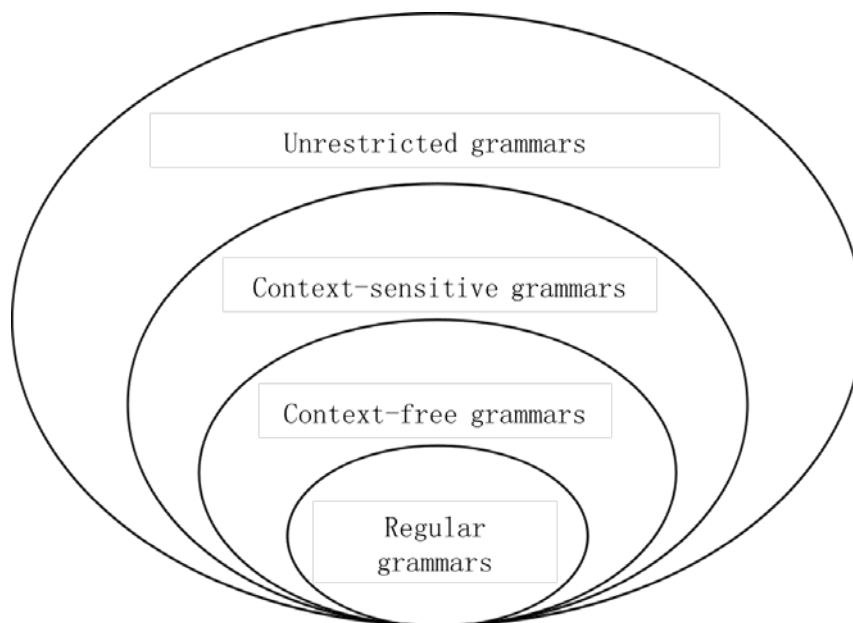 Unrestricted grammars
Context-sensitive grammars
Context-free grammars
Regular
grammars